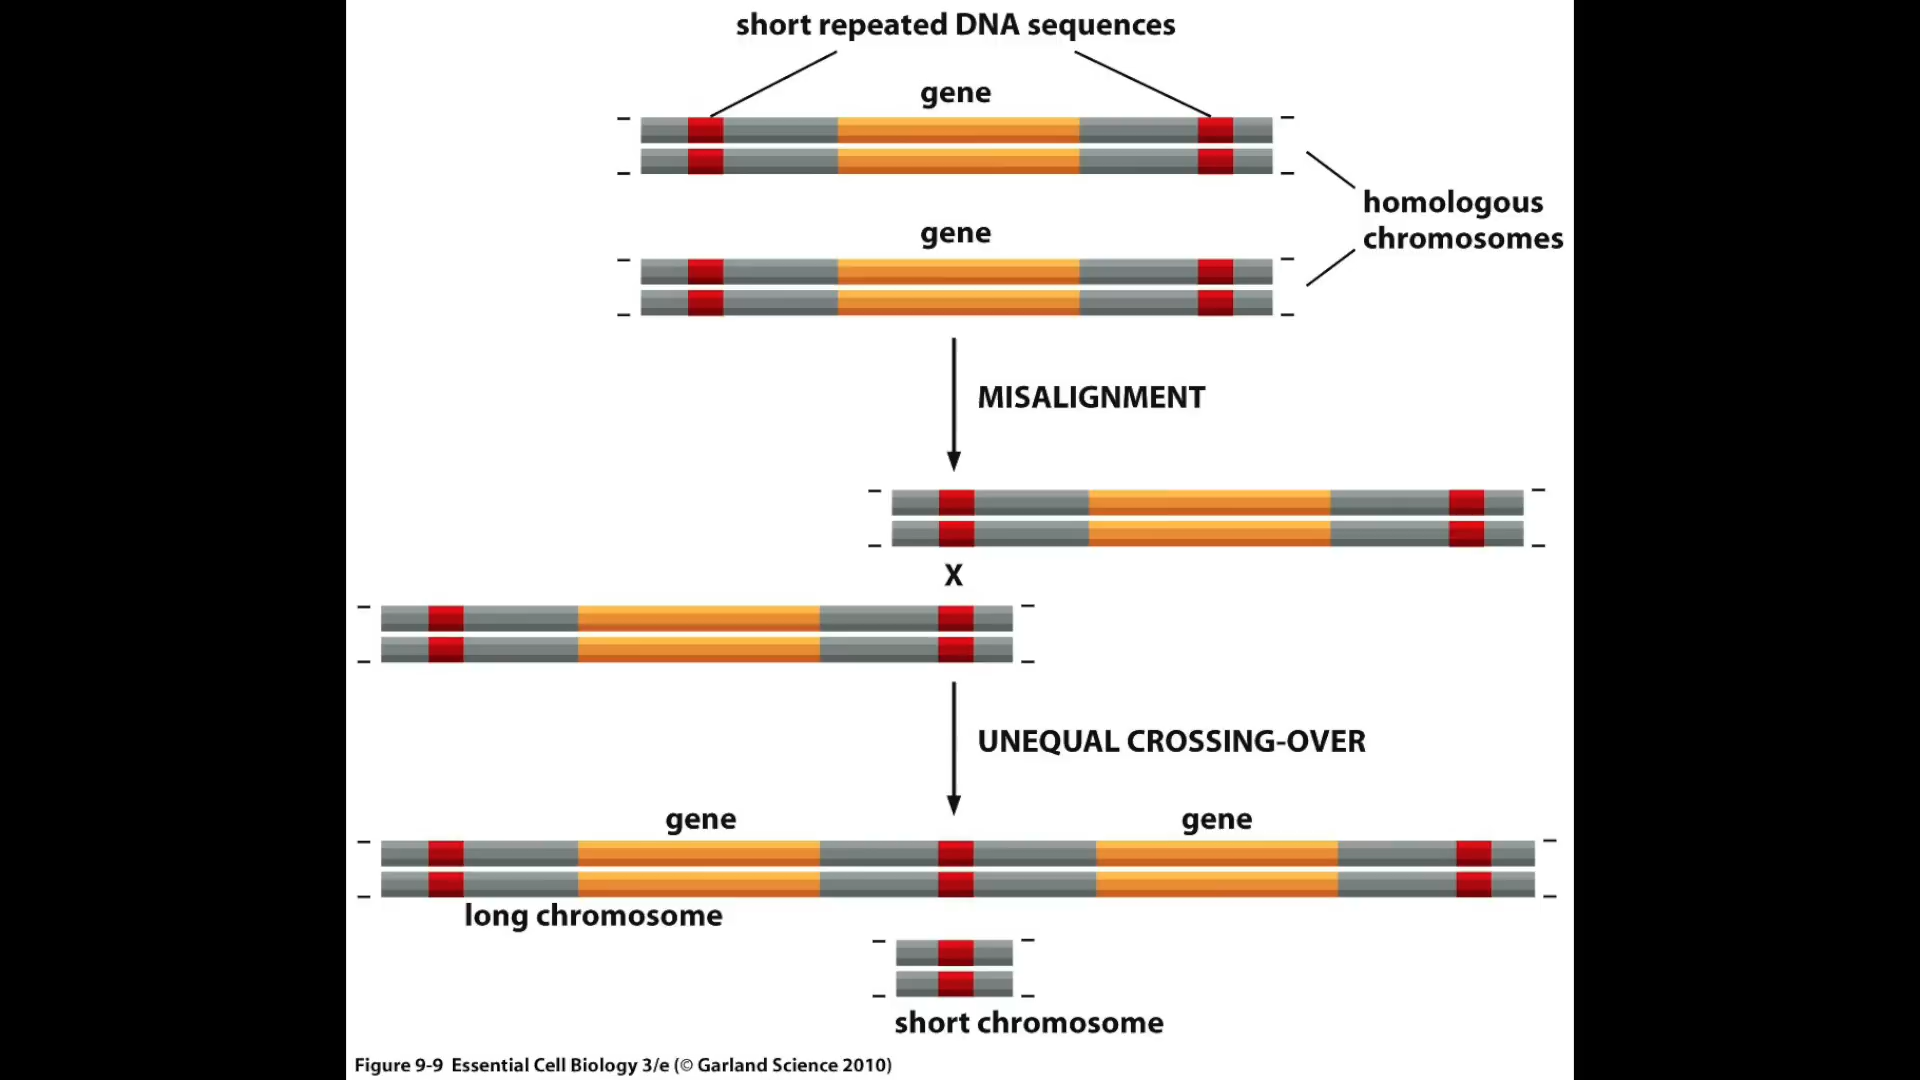 short repeated DNA sequences
gene
homologous
chromosomes
gene
MISALIGNMENT
X
UNEQUAL CROSSING-OVER
gene
gene
long chromosome
short chromosome
Figure 9-9 Essential Cell Biology 3/e (© Garland Science 2010)